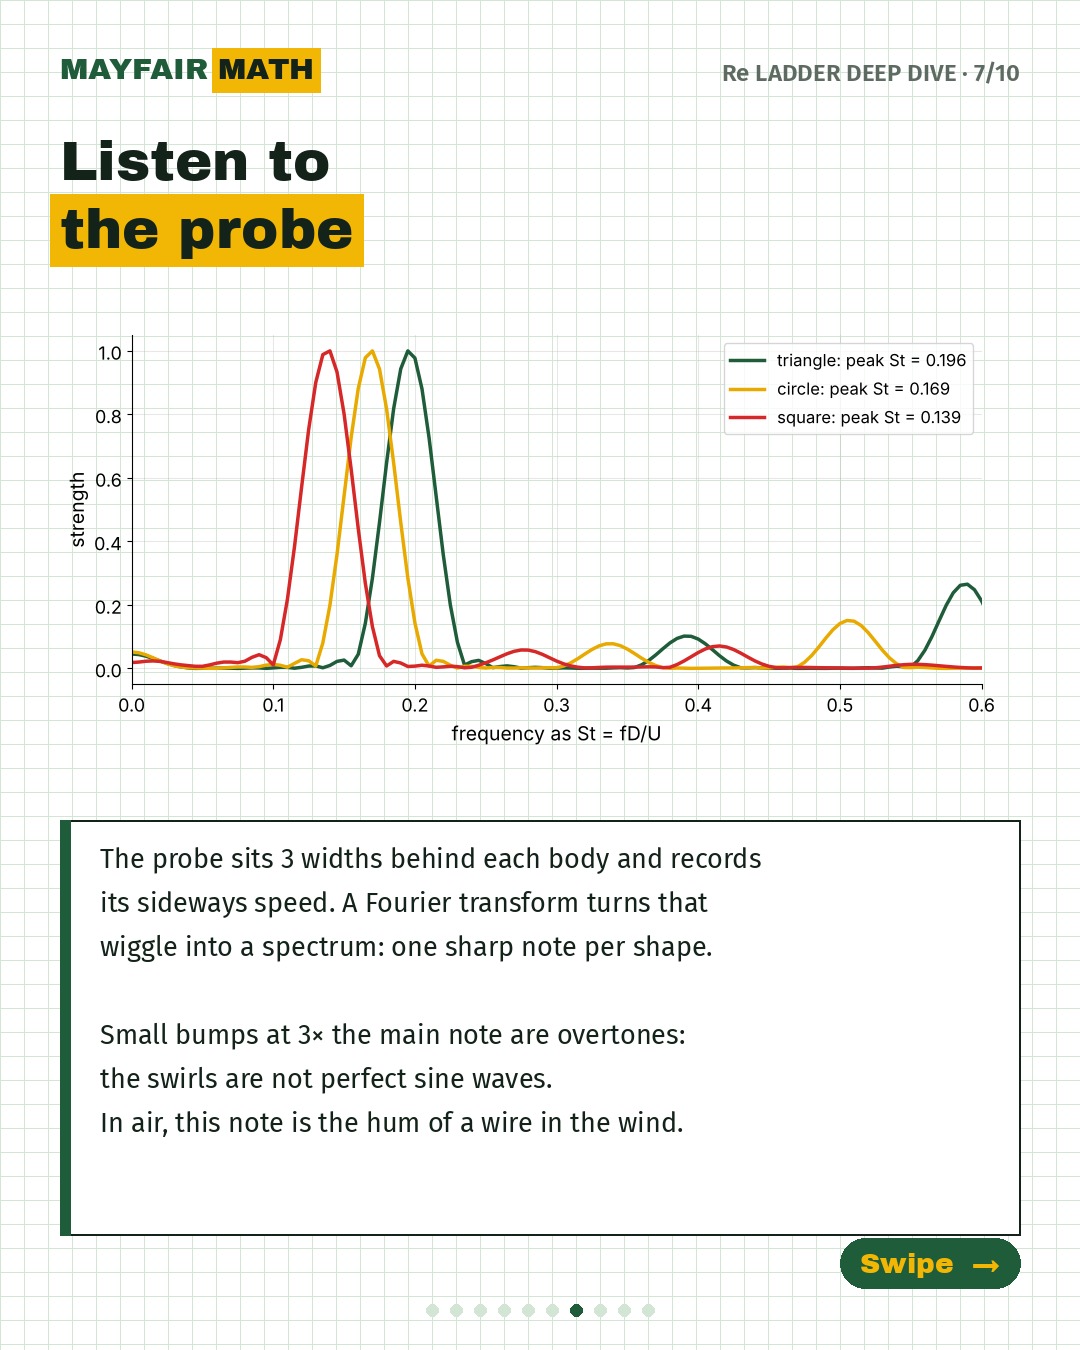 MAYFAIR MATH
Re LADDER DEEP DIVE · 7/10
Listen to
the probe
1.0
0.8
0.6
0.4
0.2
0.0
strength
triangle: peak St = 0.196
circle: peak St = 0.169
square: peak St = 0.139
0.0 0.1 0.2 0.3 0.4 0.5 0.6
frequency as St = fD/U
The probe sits 3 widths behind each body and records
its sideways speed. A Fourier transform turns that
wiggle into a spectrum: one sharp note per shape.
Small bumps at 3× the main note are overtones:
the swirls are not perfect sine waves.
In air, this note is the hum of a wire in the wind.
Swipe →